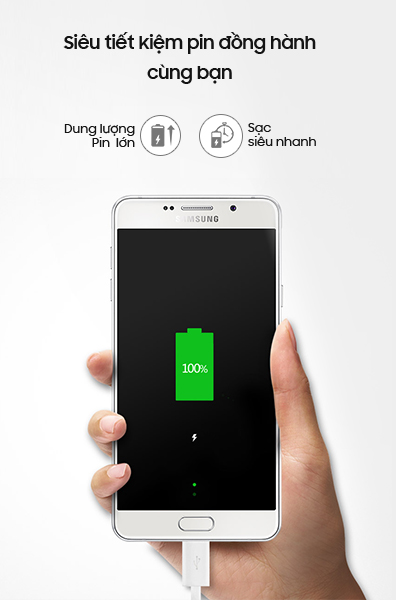 Siêu tiết kiệm pin đồng hành
cùng bạn
Dung lượng
Pin lớn
Sạc
siêu nhanh
SAMSUNG
100%